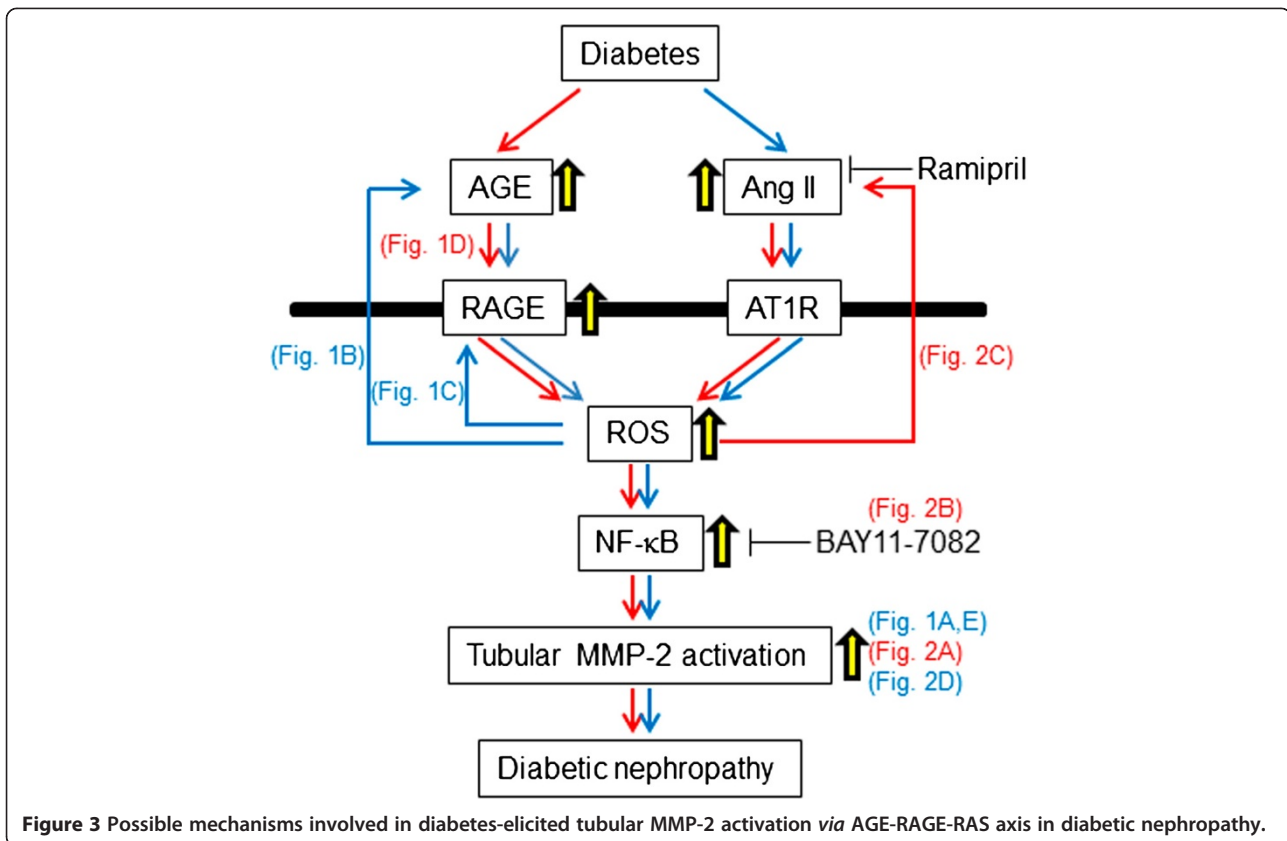 Diabetes
AGE
Ang II
Ramipril
(Fig. 1D)
RAGE
AT1R
(Fig. 1B)
(Fig. 1C)
(Fig. 2C)
ROS
(Fig. 2B)
NF-κB
BAY11-7082
(Fig. 1A,E)
Tubular MMP-2 activation
(Fig. 2A)
(Fig. 2D)
Diabetic nephropathy
Figure 3 Possible mechanisms involved in diabetes-elicited tubular MMP-2 activation via AGE-RAGE-RAS axis in diabetic nephropathy.